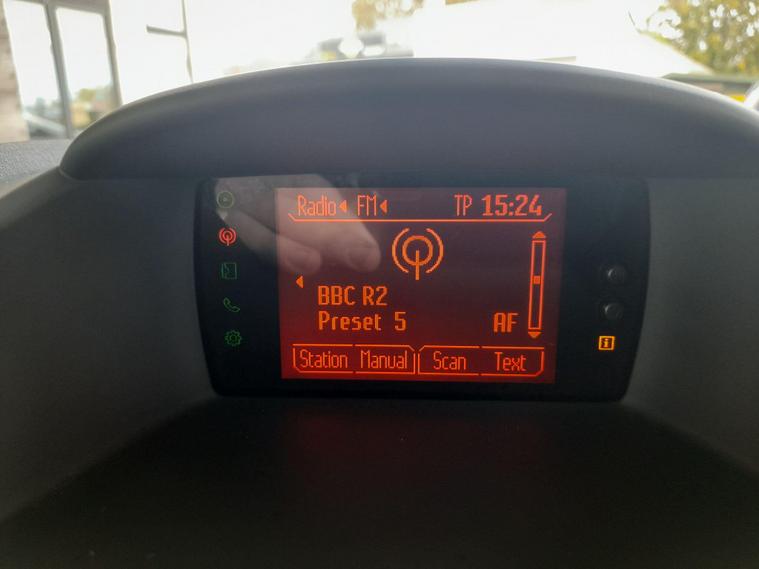 Radio FM TP 15:24
BBC R2
Preset 5 AF
Station Manual Scan Text